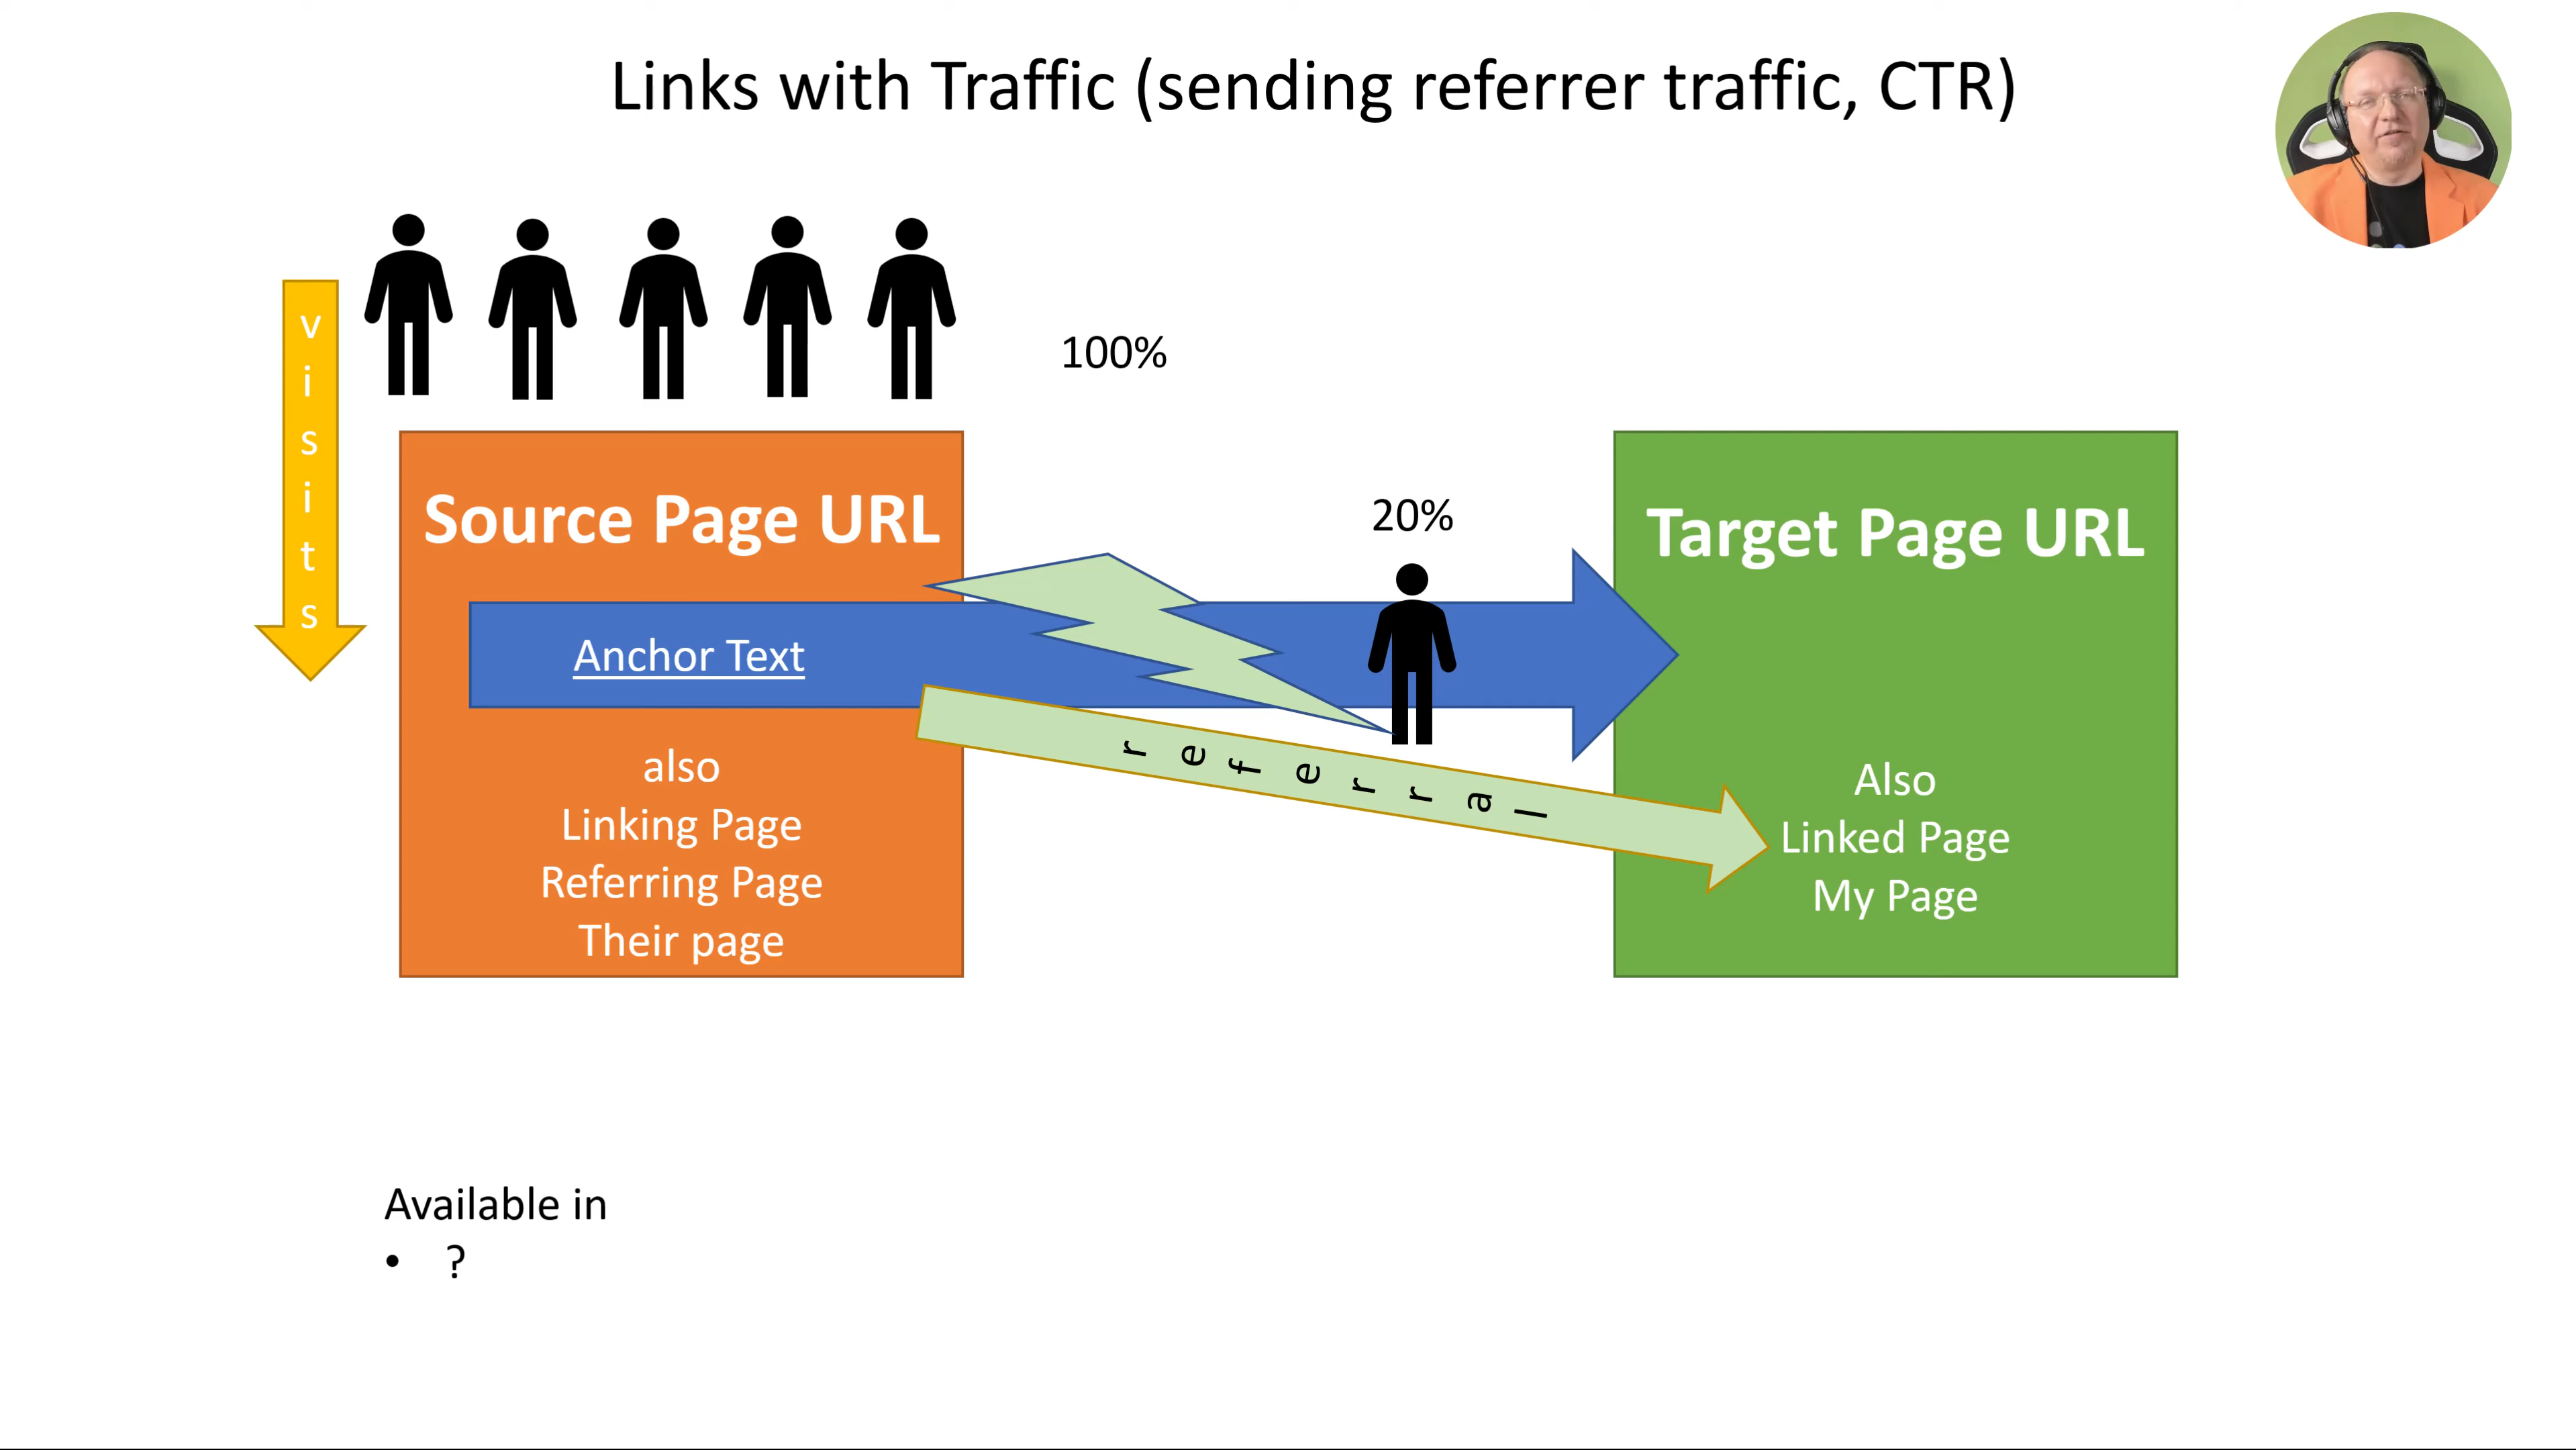 Links with Traffic (sending referrer traffic, CTR)
visits
100%
Source Page URL
20%
Target Page URL
Anchor Text
referral
also
Linking Page
Referring Page
Their page
Also
Linked Page
My Page
Available in
• ?